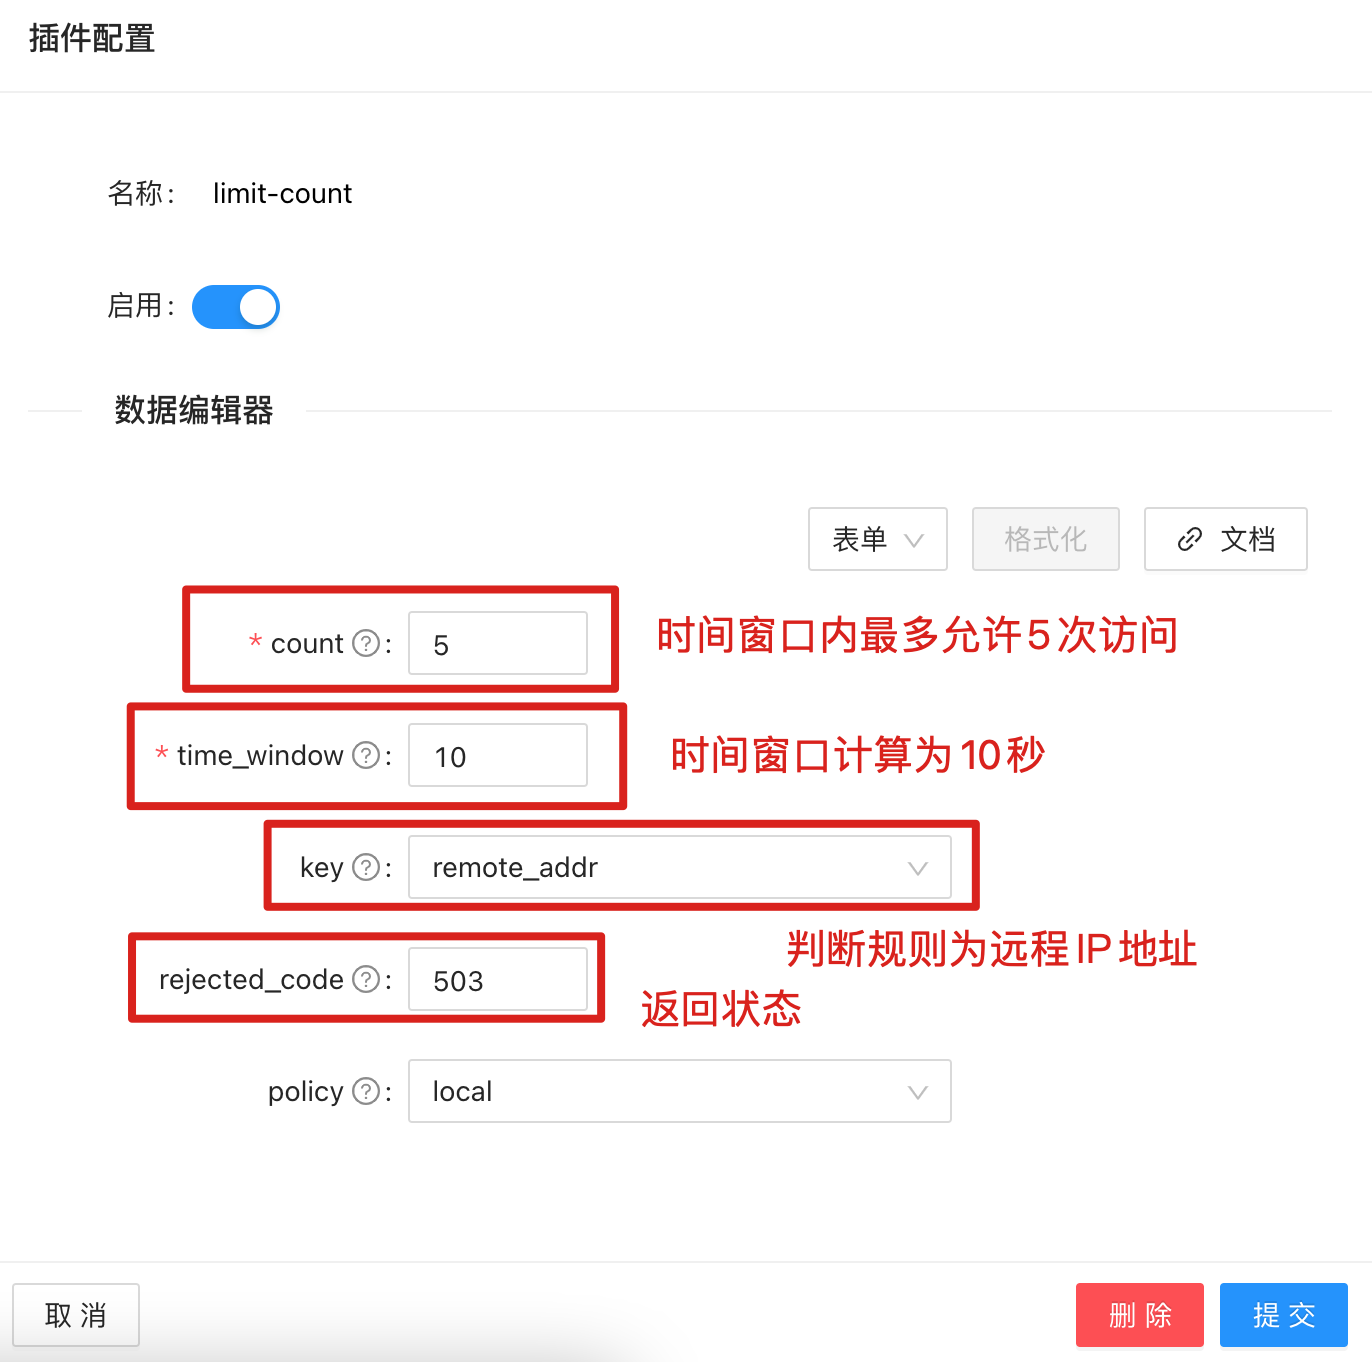 插件配置
名称: limit-count
启用:
数据编辑器
表单 格式化 文档
* count ? : 5 时间窗口内最多允许5次访问
* time_window ? : 10 时间窗口计算为10秒
key ? : remote_addr
判断规则为远程IP地址
rejected_code ? : 503
返回状态
policy ? : local
取 消 删 除 提 交